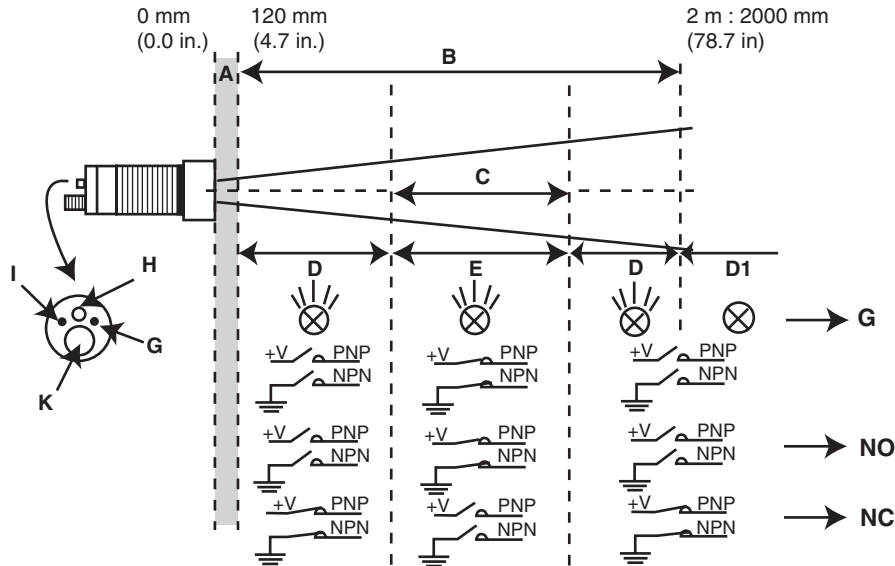 0 mm
(0.0 in.)
120 mm
(4.7 in.)
2 m : 2000 mm
(78.7 in)
A
B
C
D
E
D
D1
I
H
G
K
G
+V PNP
NPN
+V PNP
NPN
+V PNP
NPN
+V PNP
NPN
+V PNP
NPN
+V PNP
NPN
NO
+V PNP
NPN
+V PNP
NPN
+V PNP
NPN
NC